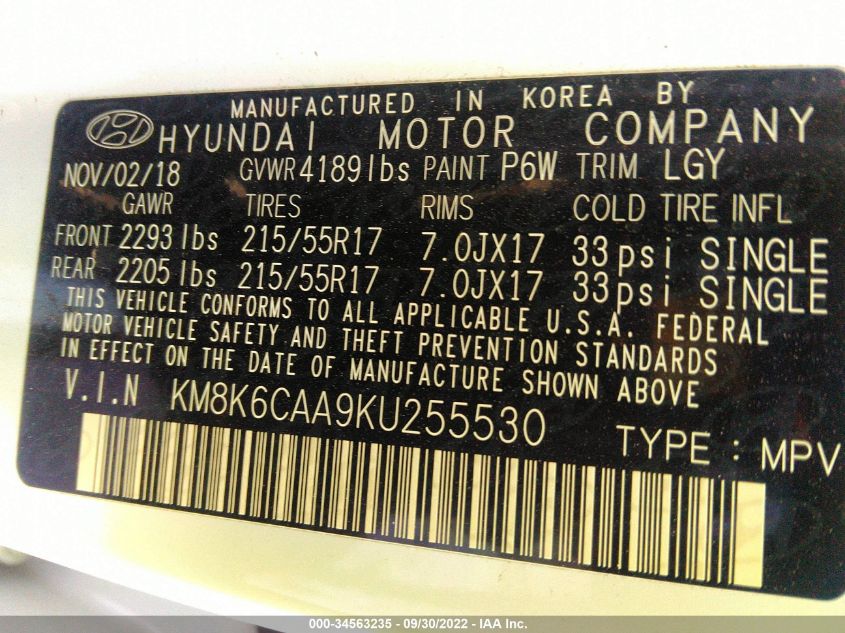 MANUFACTURED IN KOREA BY
HYUNDAI MOTOR COMPANY
NOV/02/18 GVWR 4189lbs PAINT P6W TRIM LGY
GAWR TIRES RIMS COLD TIRE INFL
FRONT 2293lbs 215/55R17 7.0JX17 33psi SINGLE
REAR 2205lbs 215/55R17 7.0JX17 33psi SINGLE
THIS VEHICLE CONFORMS TO ALL APPLICABLE U.S.A. FEDERAL
MOTOR VEHICLE SAFETY AND THEFT PREVENTION STANDARDS
IN EFFECT ON THE DATE OF MANUFACTURE SHOWN ABOVE
V.I.N KM8K6CAA9KU255530
TYPE : MPV
000-34563235 - 09/30/2022 - IAA Inc.